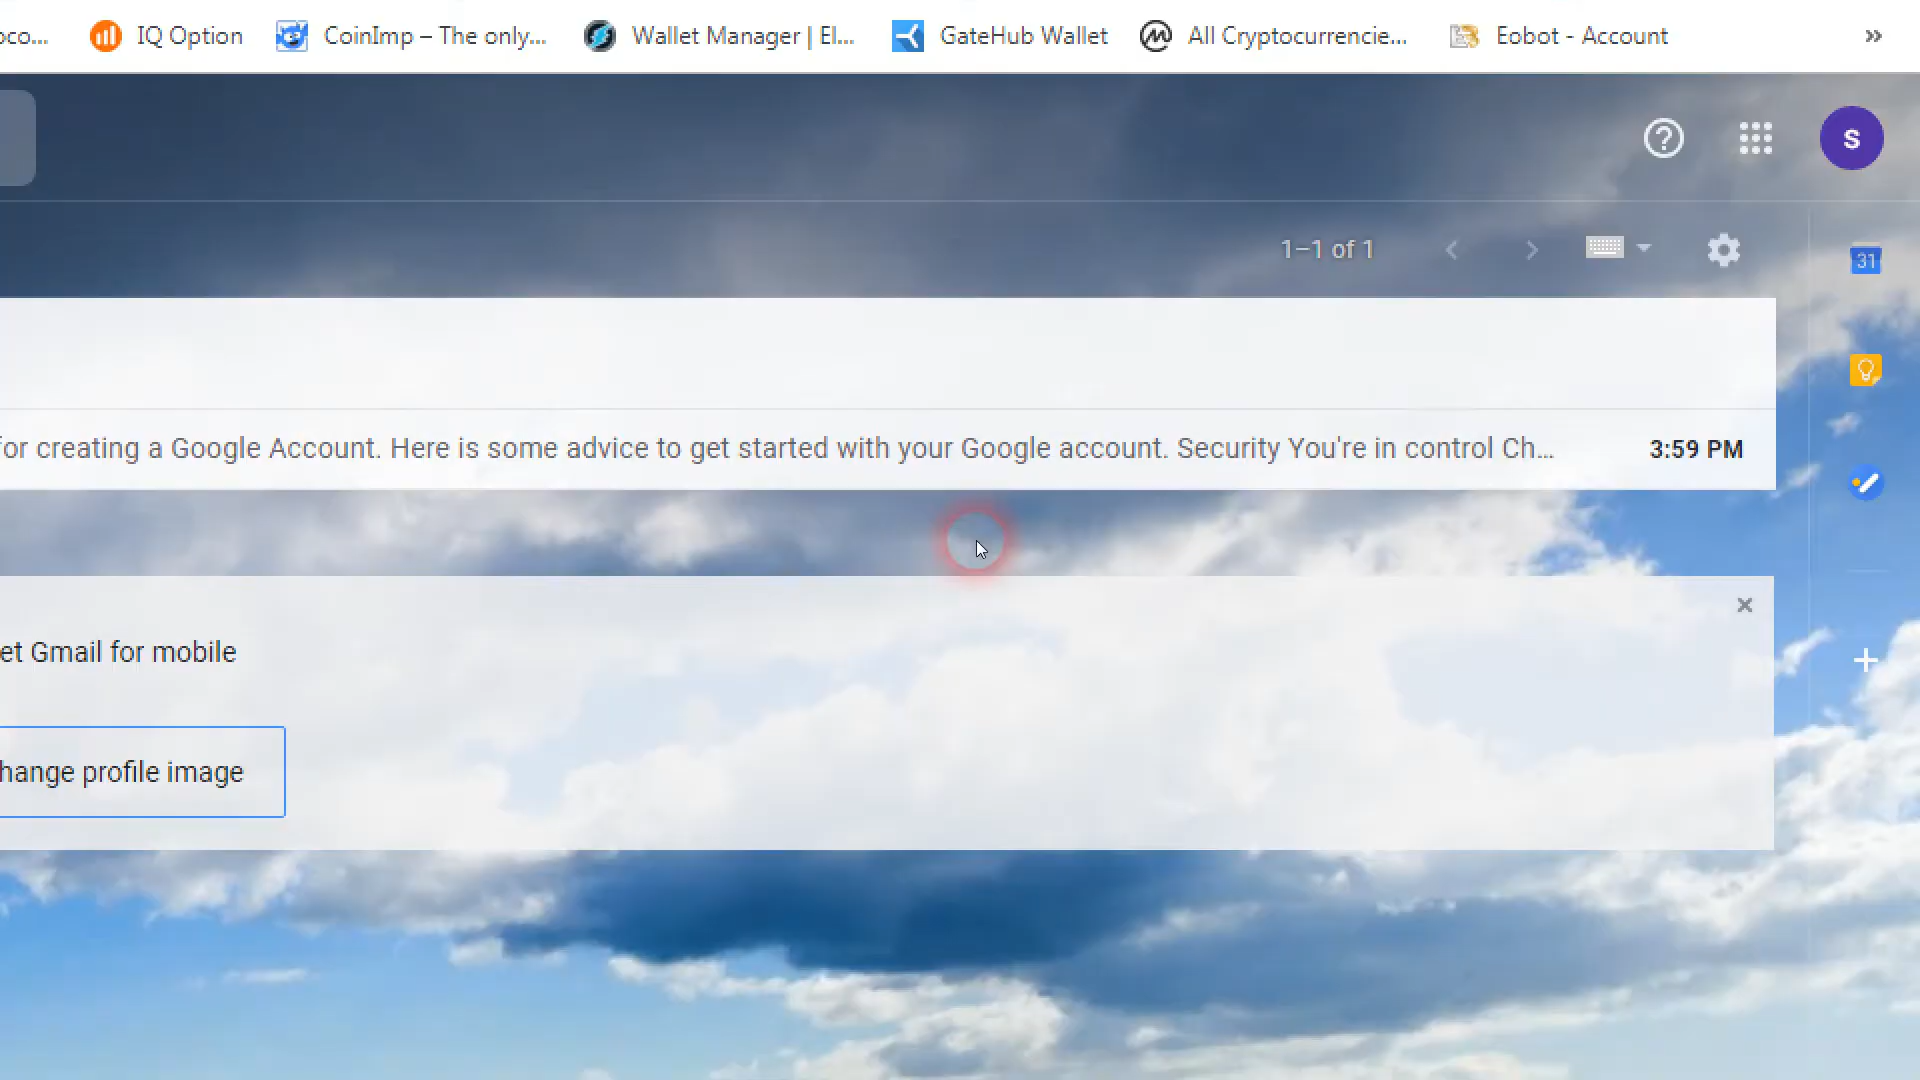 oco...
IQ Option
CoinImp – The only...
Wallet Manager | El...
GateHub Wallet
All Cryptocurrencie...
Eobot - Account
»
S
1–1 of 1
31
for creating a Google Account. Here is some advice to get started with your Google account. Security You're in control Ch...
3:59 PM
et Gmail for mobile
hange profile image